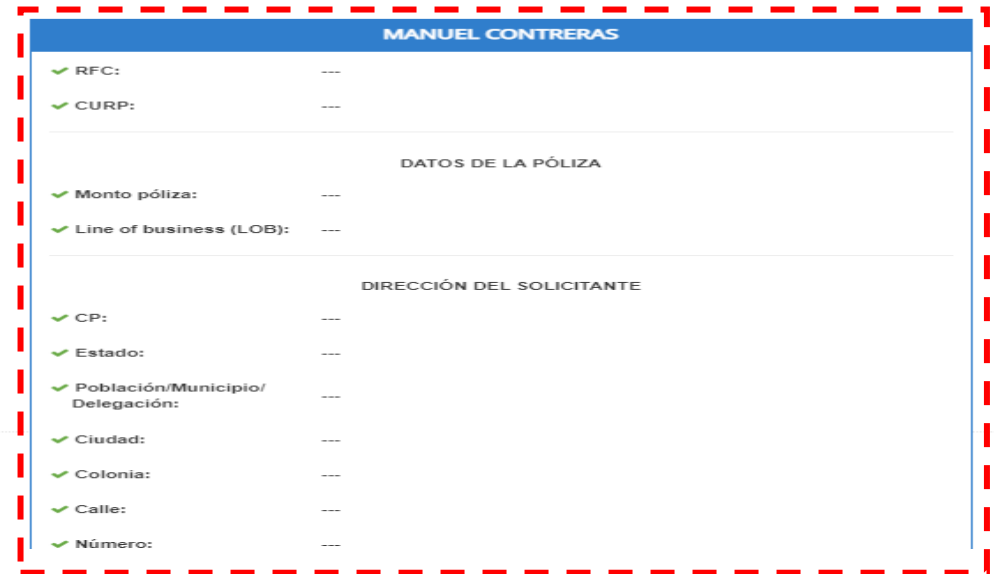 MANUEL CONTRERAS
RFC: ---
CURP: ---
DATOS DE LA PÓLIZA
Monto póliza: ---
Line of business (LOB): ---
DIRECCIÓN DEL SOLICITANTE
CP: ---
Estado: ---
Población/Municipio/
Delegación: ---
Ciudad: ---
Colonia: ---
Calle: ---
Número: ---